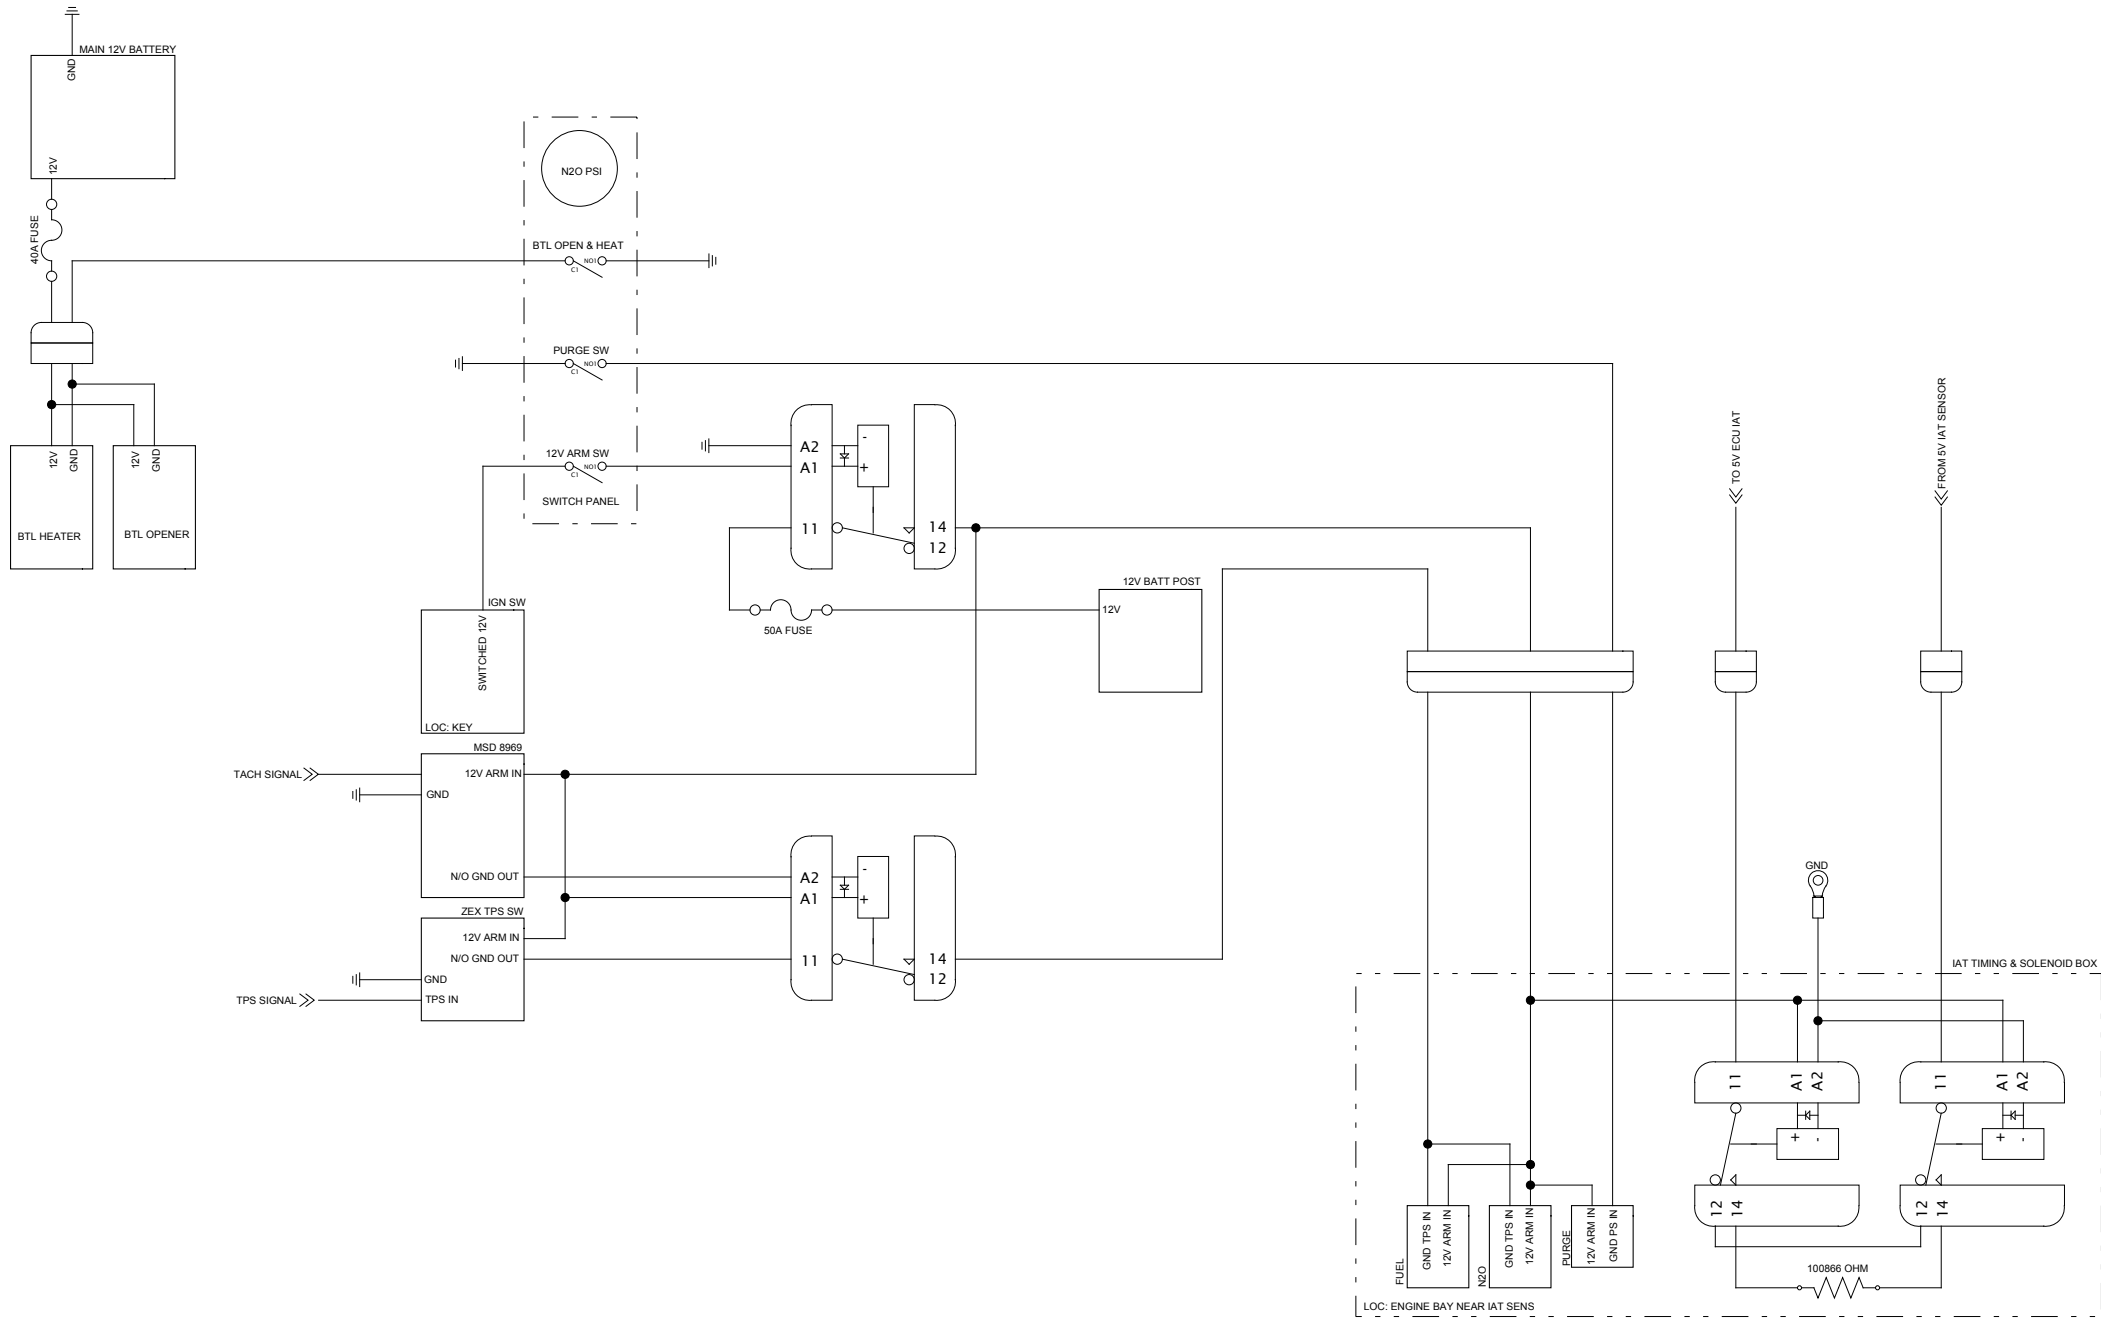 MAIN 12V BATTERY
GND
12V
40A FUSE
12V
GND
12V
GND
BTL HEATER
BTL OPENER
N2O PSI
BTL OPEN & HEAT
NO1
C1
PURGE SW
NO1
C1
12V ARM SW
NO1
C1
SWITCH PANEL
IGN SW
SWITCHED 12V
LOC: KEY
A2
A1
-
+
11
14
12
50A FUSE
12V BATT POST
12V
MSD 8969
TACH SIGNAL
12V ARM IN
GND
N/O GND OUT
ZEX TPS SW
12V ARM IN
N/O GND OUT
GND
TPS SIGNAL
TPS IN
A2
A1
-
+
11
14
12
TO 5V ECU IAT
FROM 5V IAT SENSOR
GND
IAT TIMING & SOLENOID BOX
11
A1
A2
+
-
12
14
11
A1
A2
+
-
12
14
100866 OHM
FUEL
GND TPS IN
12V ARM IN
N2O
GND TPS IN
12V ARM IN
PURGE
12V ARM IN
GND PS IN
LOC: ENGINE BAY NEAR IAT SENS